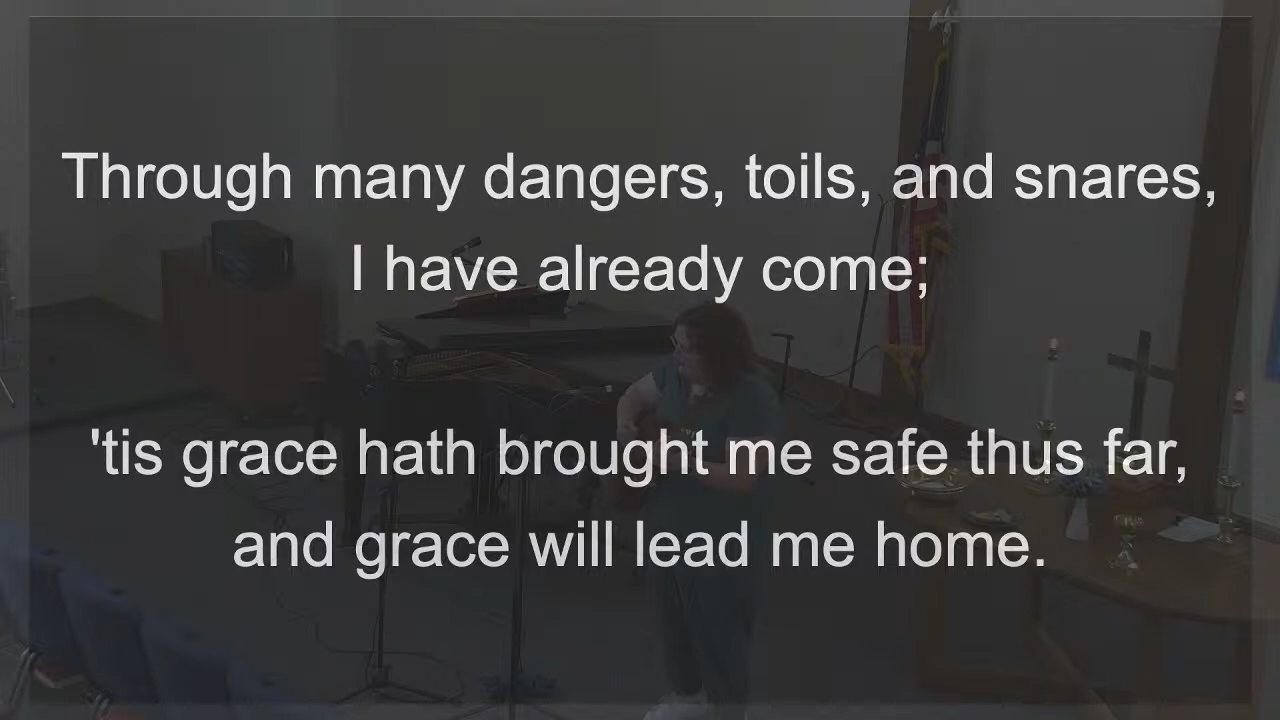 Through many dangers, toils, and snares,
I have already come;
'tis grace hath brought me safe thus far,
and grace will lead me home.